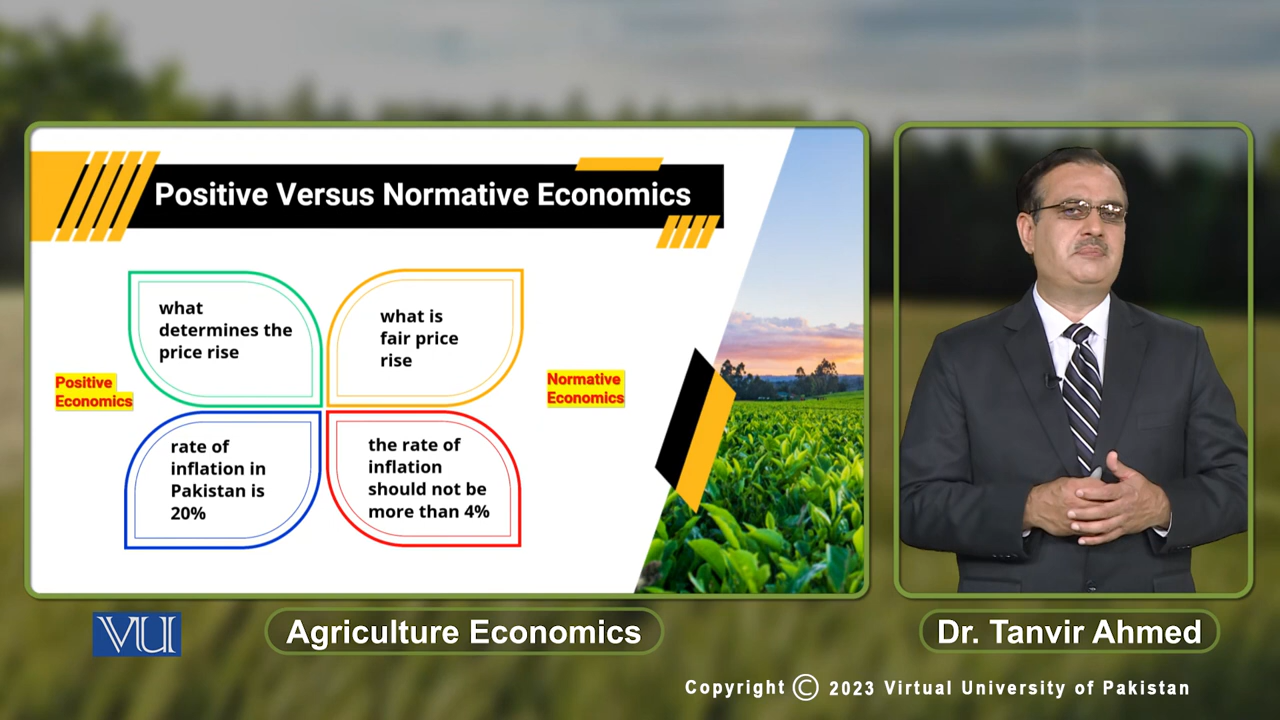 Positive Versus Normative Economics
what
determines the
price rise
what is
fair price
rise
Positive
Economics
Normative
Economics
rate of
inflation in
Pakistan is
20%
the rate of
inflation
should not be
more than 4%
VU
Agriculture Economics
Dr. Tanvir Ahmed
Copyright © 2023 Virtual University of Pakistan